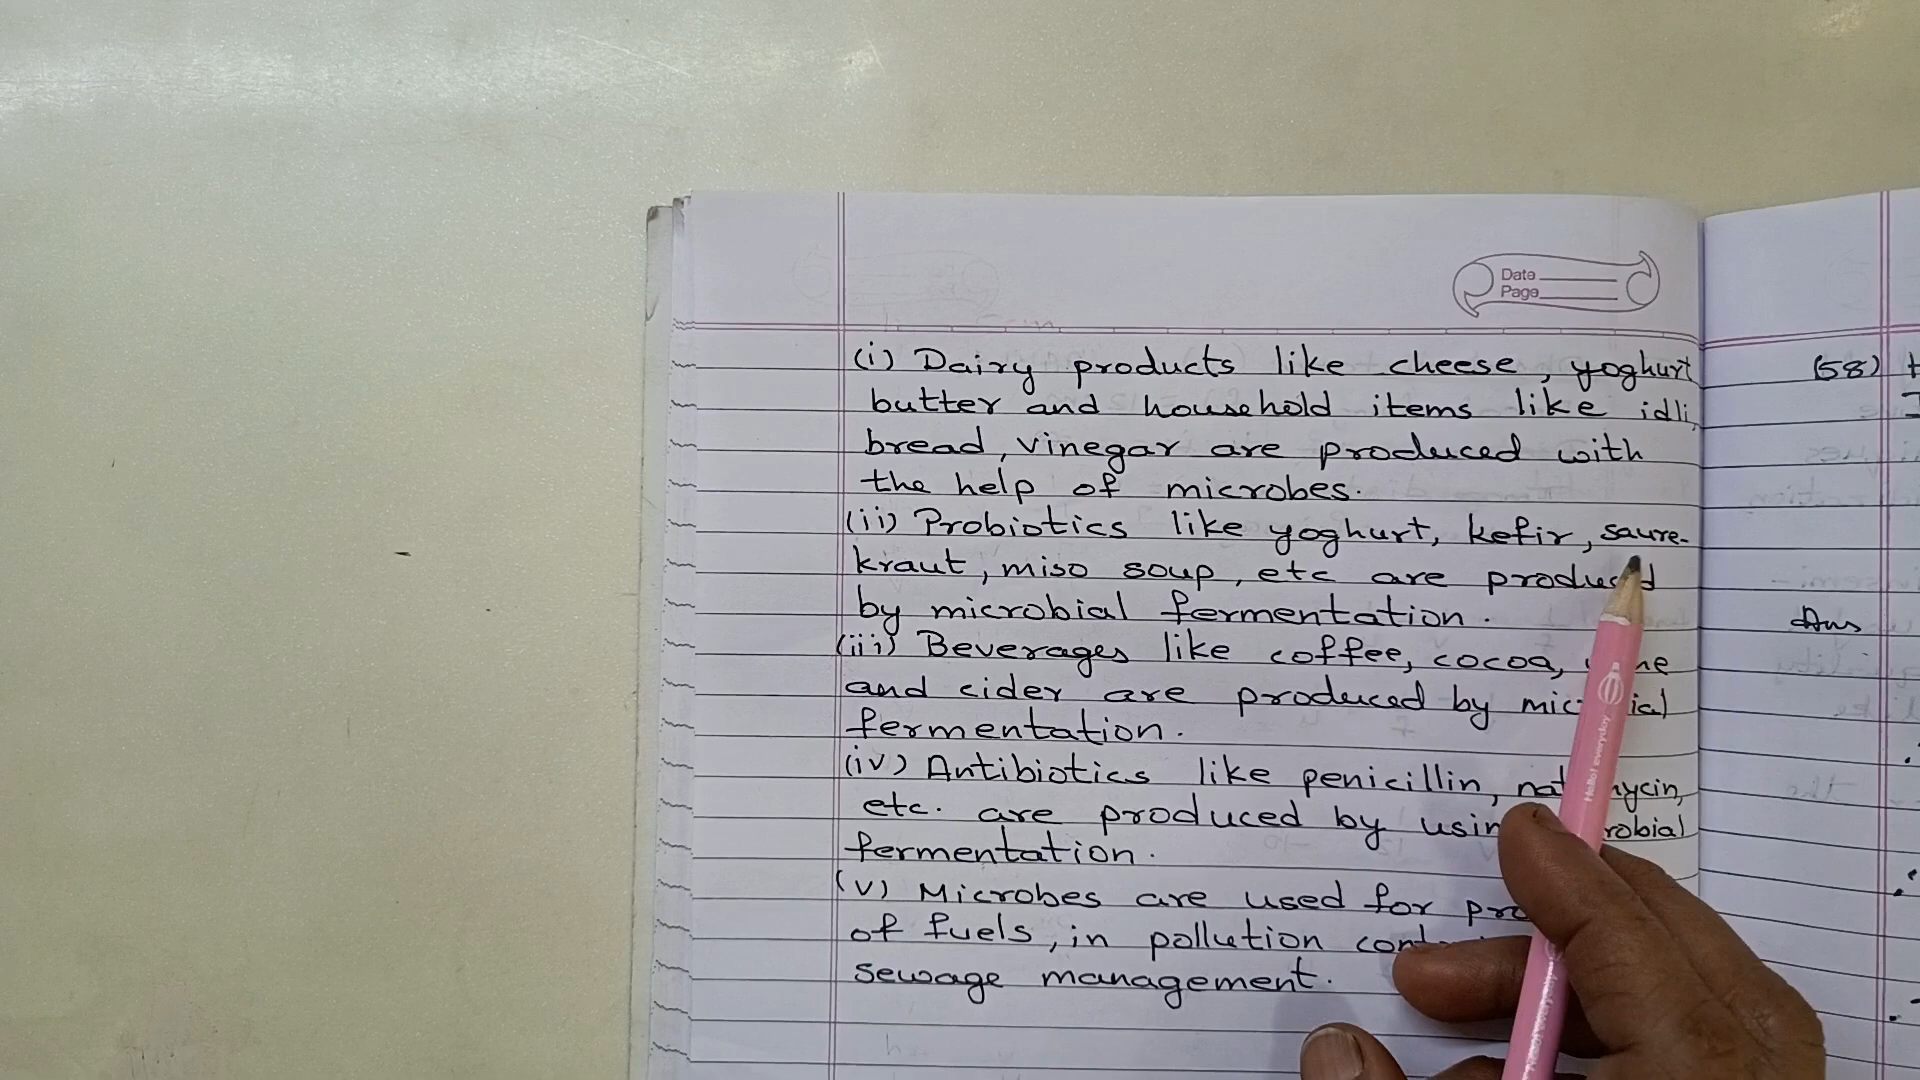 Date
Page
(i) Dairy products like cheese, yoghurt
butter and household items like idli,
bread, vinegar are produced with
the help of microbes.
(ii) Probiotics like yoghurt, kefir, saure-
kraut, miso soup, etc are produced
by microbial fermentation.
(iii) Beverages like coffee, cocoa,
and cider are produced by
fermentation.
(iv) Antibiotics like penicillin,
etc. are produced by
fermentation.
(v) Microbes are used for
of fuels, in pollution
sewage management.
(58)
Ans
Hello! everyday